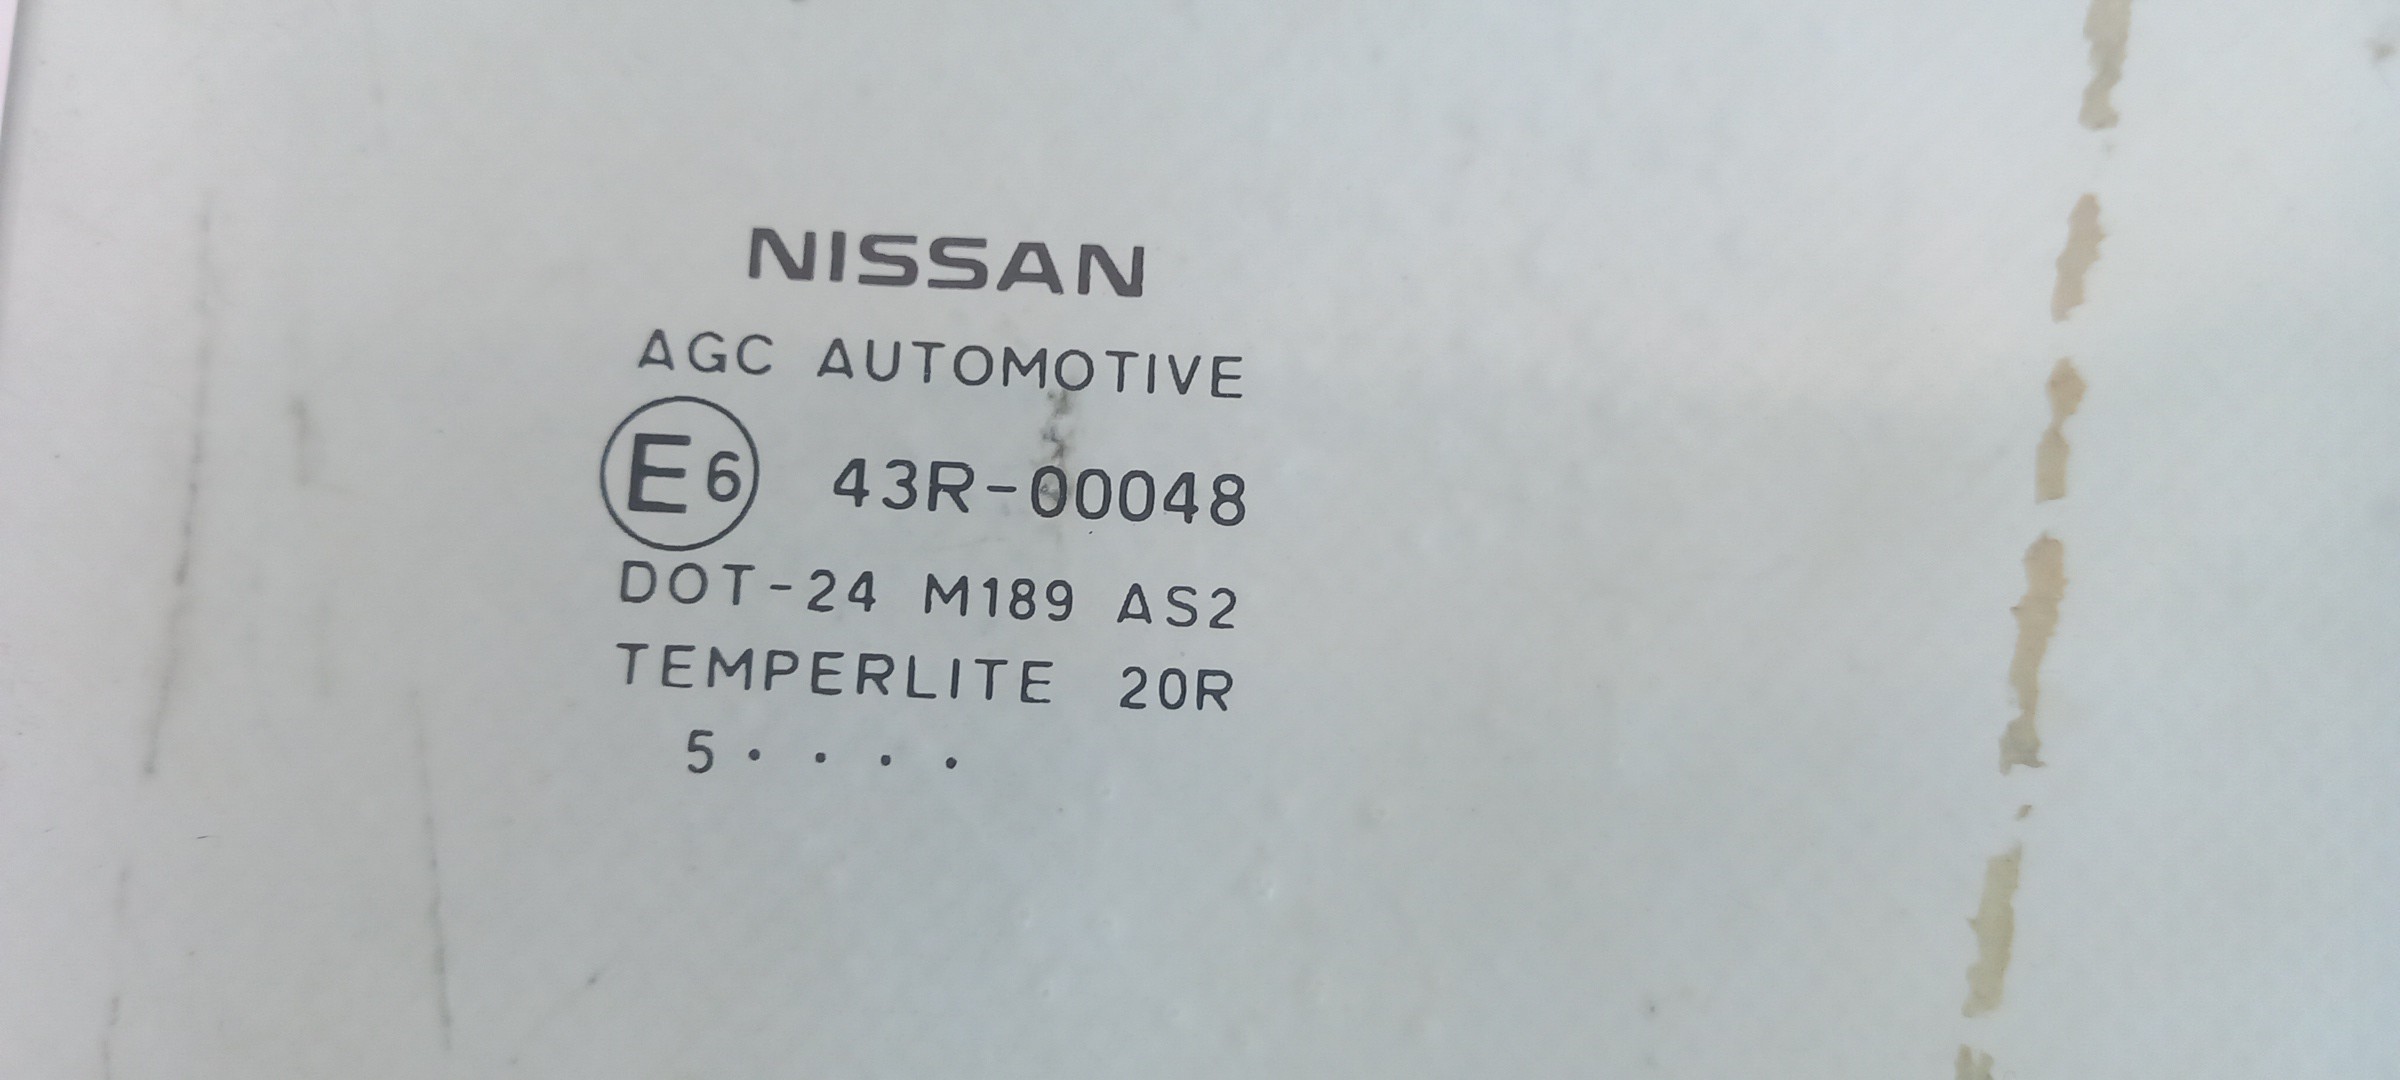 NISSAN
AGC AUTOMOTIVE
E6 43R-00048
DOT-24 M189 AS2
TEMPERLITE 20R
5 · · · ·